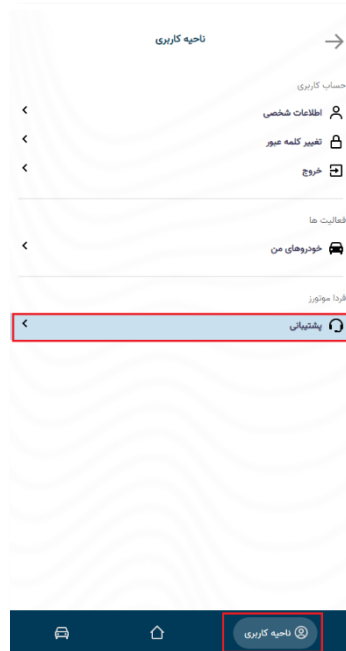 ناحیه کاربری
حساب کاربری
اطلاعات شخصی
تغییر کلمه عبور
خروج
فعالیت ها
خودروهای من
فردا موتورز
پشتیبانی
ناحیه کاربری